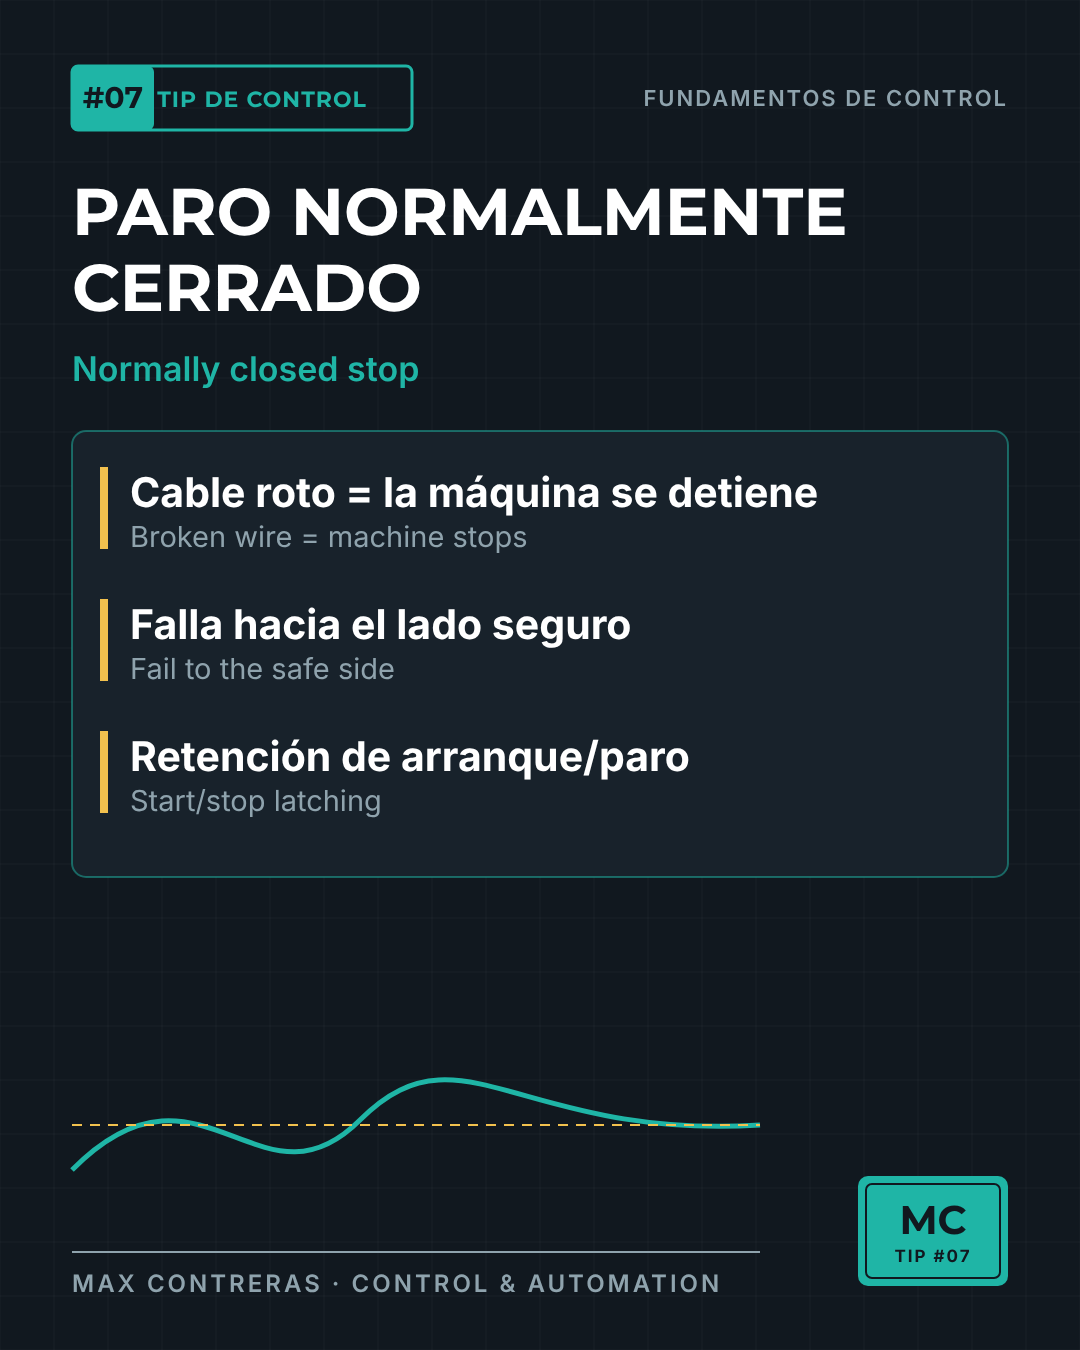 #07 TIP DE CONTROL
FUNDAMENTOS DE CONTROL
PARO NORMALMENTE
CERRADO
Normally closed stop
Cable roto = la máquina se detiene
Broken wire = machine stops
Falla hacia el lado seguro
Fail to the safe side
Retención de arranque/paro
Start/stop latching
MC
TIP #07
MAX CONTRERAS · CONTROL & AUTOMATION